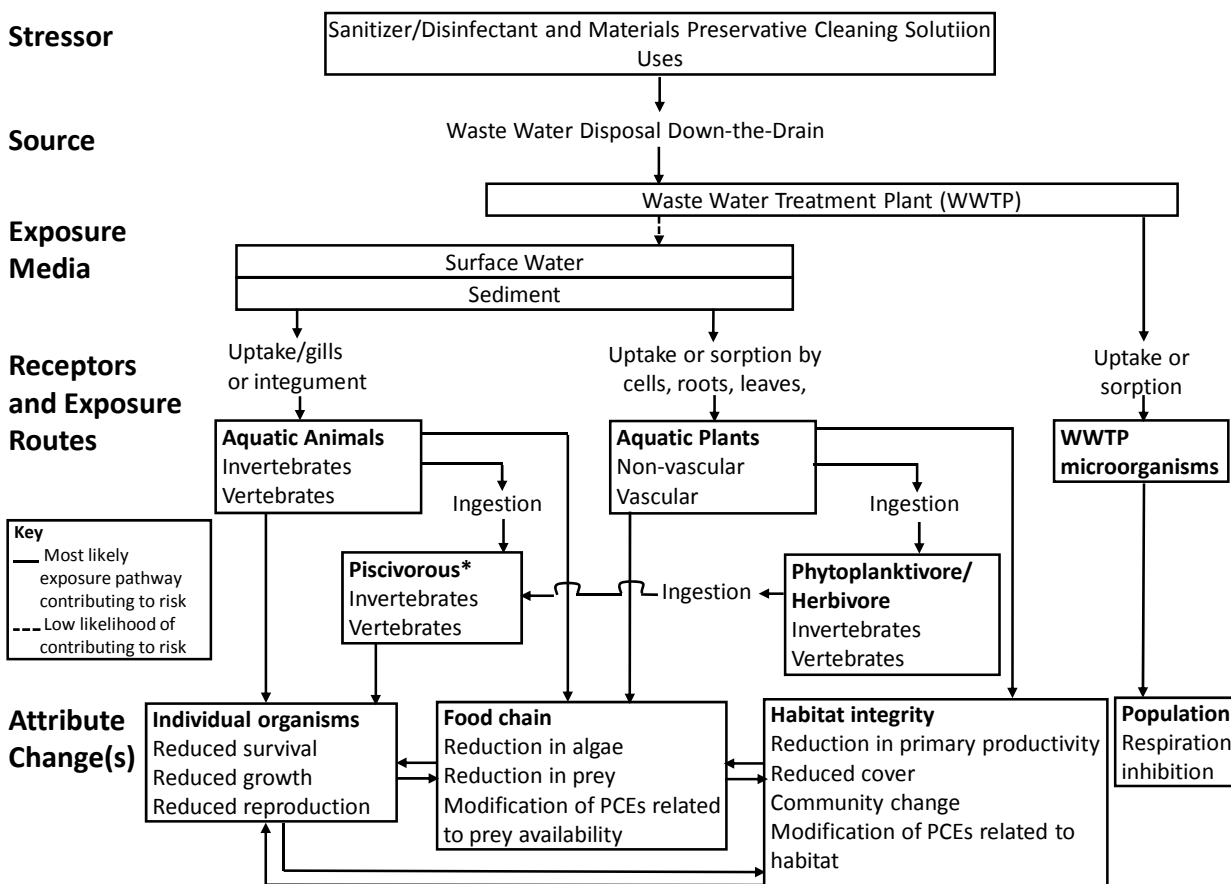 Stressor
Sanitizer/Disinfectant and Materials Preservative Cleaning Solutiion
Uses
Source
Waste Water Disposal Down-the-Drain
Waste Water Treatment Plant (WWTP)
Exposure
Media
Surface Water
Sediment
Receptors
and Exposure
Routes
Uptake/gills
or integument
Uptake or sorption by
cells, roots, leaves,
Uptake or
sorption
Aquatic Animals
Invertebrates
Vertebrates
Aquatic Plants
Non-vascular
Vascular
WWTP
microorganisms
Ingestion
Ingestion
Key
Most likely
exposure pathway
contributing to risk
Low likelihood of
contributing to risk
Piscivorous*
Invertebrates
Vertebrates
Ingestion
Phytoplanktivore/
Herbivore
Invertebrates
Vertebrates
Attribute
Change(s)
Individual organisms
Reduced survival
Reduced growth
Reduced reproduction
Food chain
Reduction in algae
Reduction in prey
Modification of PCEs related
to prey availability
Habitat integrity
Reduction in primary productivity
Reduced cover
Community change
Modification of PCEs related to
habitat
Population
Respiration
inhibition